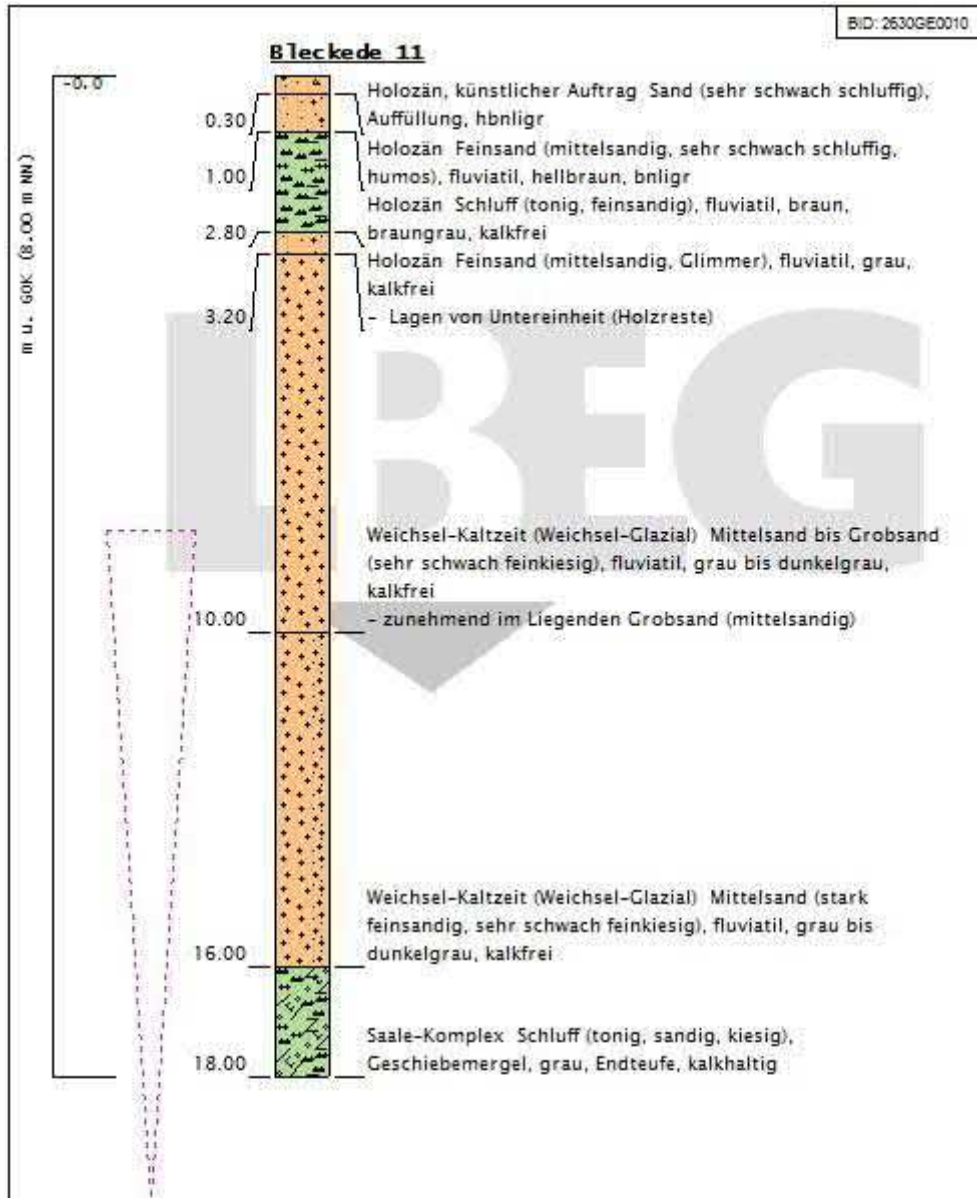 BID: 2630GE0010
Bleckede 11
-0.0
m u. GOK (8.00 m NN)
Holozän, künstlicher Auftrag Sand (sehr schwach schluffig),
0.30 Auffüllung, hbnligr
Holozän Feinsand (mittelsandig, sehr schwach schluffig,
1.00 humos), fluviatil, hellbraun, bnligr
Holozän Schluff (tonig, feinsandig), fluviatil, braun,
2.80 braungrau, kalkfrei
Holozän Feinsand (mittelsandig, Glimmer), fluviatil, grau,
kalkfrei
3.20 - Lagen von Untereinheit (Holzreste)
LBEG
Weichsel-Kaltzeit (Weichsel-Glazial) Mittelsand bis Grobsand
(sehr schwach feinkiesig), fluviatil, grau bis dunkelgrau,
kalkfrei
10.00 - zunehmend im Liegenden Grobsand (mittelsandig)
Weichsel-Kaltzeit (Weichsel-Glazial) Mittelsand (stark
feinsandig, sehr schwach feinkiesig), fluviatil, grau bis
16.00 dunkelgrau, kalkfrei
Saale-Komplex Schluff (tonig, sandig, kiesig),
18.00 Geschiebemergel, grau, Endteufe, kalkhaltig